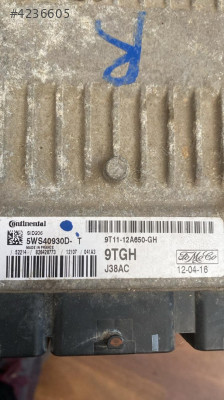 #4236605
R
Continental
SID206
5WS40930D- T
MADE IN FRANCE
9T11-12A650-GH
9TGH
J38AC
FoMoCo
12-04-16